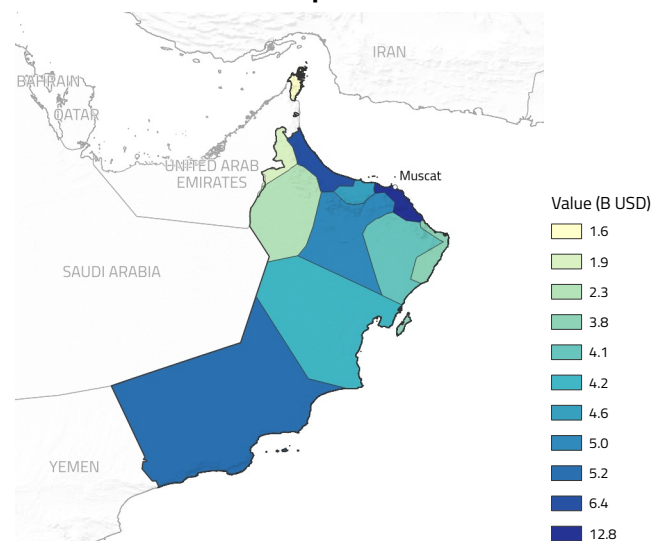 IRAN
BAHRAIN
QATAR
UNITED ARAB
EMIRATES
Muscat
SAUDI ARABIA
YEMEN
Value (B USD)
1.6
1.9
2.3
3.8
4.1
4.2
4.6
5.0
5.2
6.4
12.8